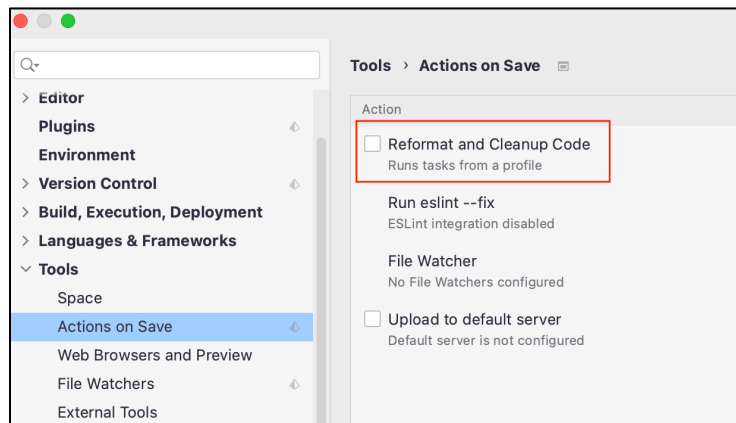 Tools › Actions on Save
Editor
Plugins
Environment
Version Control
Build, Execution, Deployment
Languages & Frameworks
Tools
Space
Actions on Save
Web Browsers and Preview
File Watchers
External Tools
Action
Reformat and Cleanup Code
Runs tasks from a profile
Run eslint --fix
ESLint integration disabled
File Watcher
No File Watchers configured
Upload to default server
Default server is not configured